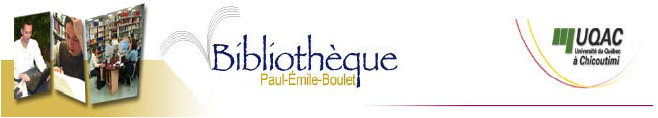 Bibliothèque
Paul-Émile-Boulet
UQAC
Université du Québec
à Chicoutimi